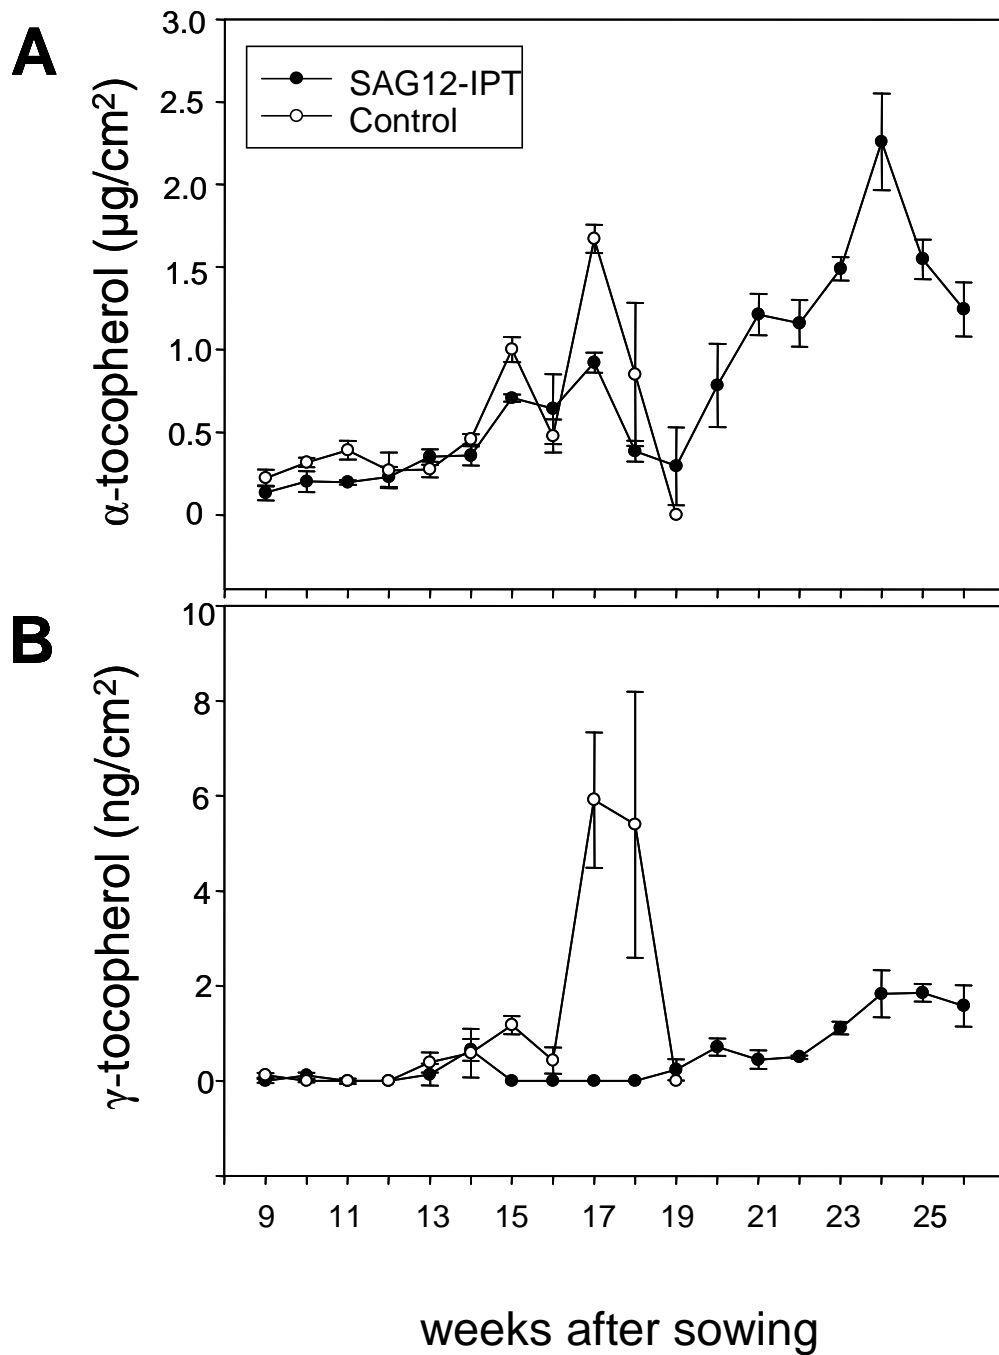 A
3.0
2.5
2.0
1.5
1.0
0.5
0
α-tocopherol (µg/cm²)
SAG12-IPT
Control
B
10
8
6
4
2
0
γ-tocopherol (ng/cm²)
9 11 13 15 17 19 21 23 25
weeks after sowing